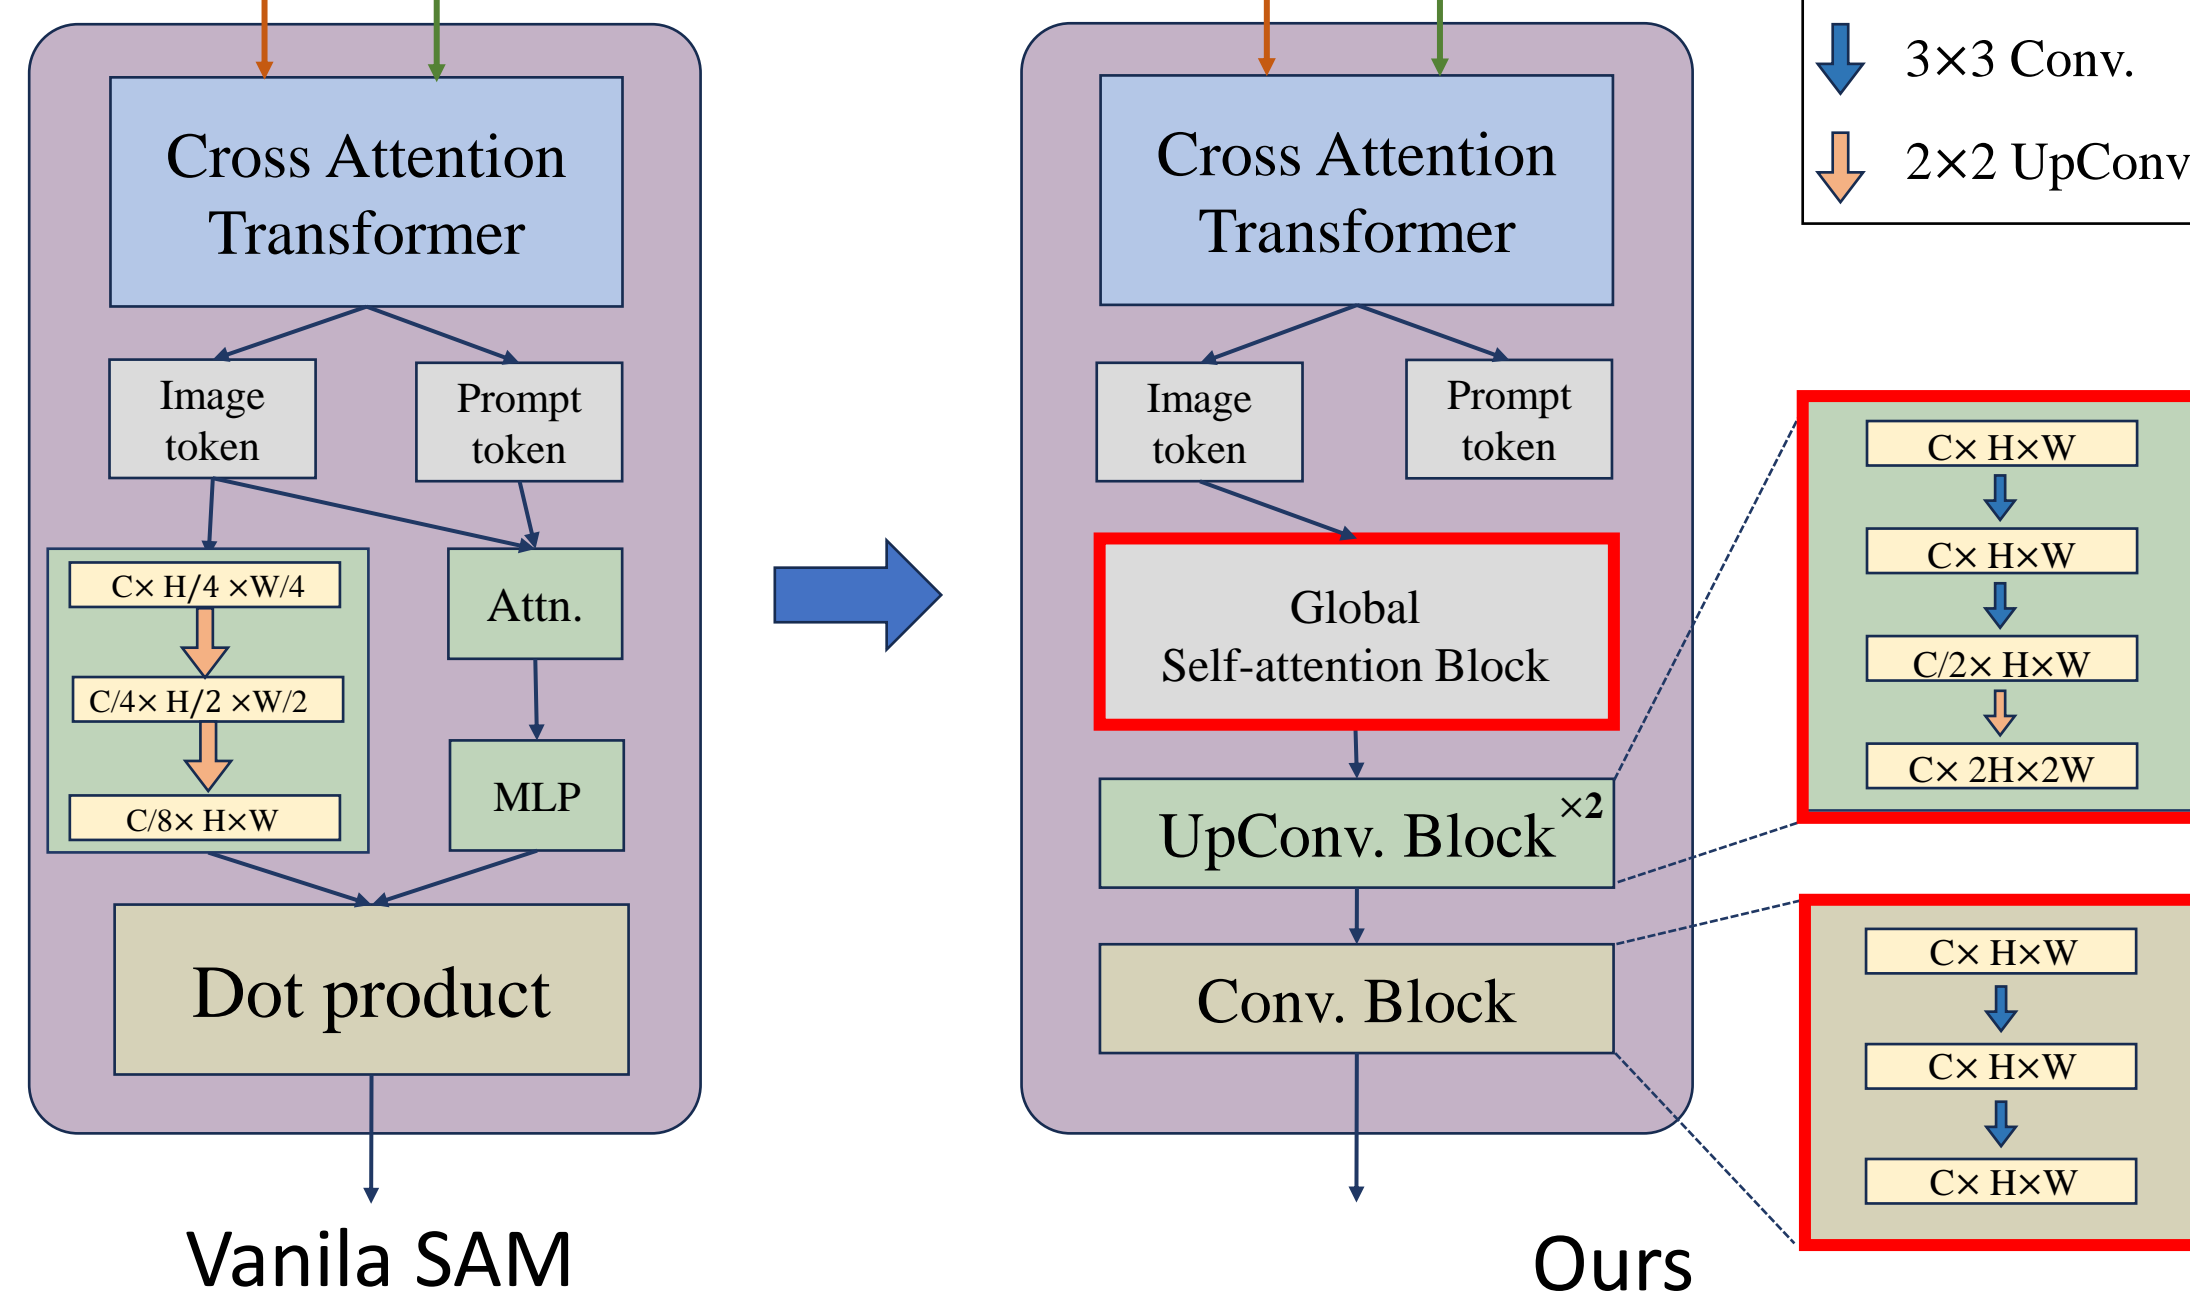 Cross Attention
Transformer
Image
token
Prompt
token
C× H/4 ×W/4
C/4× H/2 ×W/2
C/8× H×W
Attn.
MLP
Dot product
Vanila SAM
Cross Attention
Transformer
Image
token
Prompt
token
Global
Self-attention Block
UpConv. Block ×2
Conv. Block
Ours
3×3 Conv.
2×2 UpConv
C× H×W
C× H×W
C/2× H×W
C× 2H×2W
C× H×W
C× H×W
C× H×W